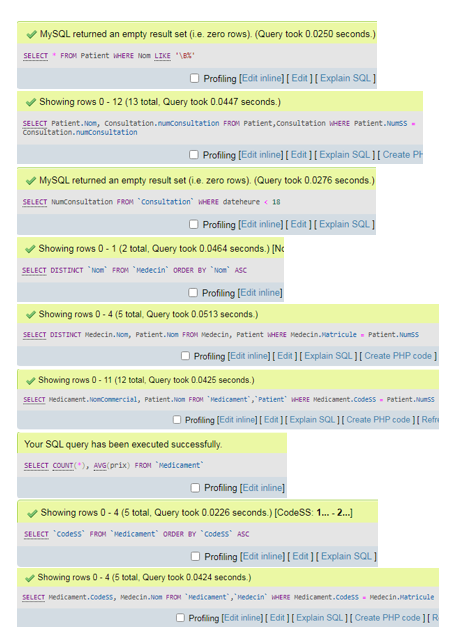 MySQL returned an empty result set (i.e. zero rows). (Query took 0.0250 seconds.)
SELECT * FROM Patient WHERE Nom LIKE '\B%'
Profiling [Edit inline] [ Edit ] [ Explain SQL ]
Showing rows 0 - 12 (13 total, Query took 0.0447 seconds.)
SELECT Patient.Nom, Consultation.numConsultation FROM Patient,Consultation WHERE Patient.NumSS =
Consultation.numConsultation
Profiling [Edit inline] [ Edit ] [ Explain SQL ] [ Create PH
MySQL returned an empty result set (i.e. zero rows). (Query took 0.0276 seconds.)
SELECT NumConsultation FROM `Consultation` WHERE dateheure < 18
Profiling [Edit inline] [ Edit ] [ Explain SQL ]
Showing rows 0 - 1 (2 total, Query took 0.0464 seconds.) [No
SELECT DISTINCT `Nom` FROM `Medecin` ORDER BY `Nom` ASC
Profiling [Edit inline]
Showing rows 0 - 4 (5 total, Query took 0.0513 seconds.)
SELECT DISTINCT Medecin.Nom, Patient.Nom FROM Medecin, Patient WHERE Medecin.Matricule = Patient.NumSS
Profiling [Edit inline] [ Edit ] [ Explain SQL ] [ Create PHP code ]
Showing rows 0 - 11 (12 total, Query took 0.0425 seconds.)
SELECT Medicament.NomCommercial, Patient.Nom FROM `Medicament`,`Patient` WHERE Medicament.CodeSS = Patient.NumSS
Profiling [Edit inline] [ Edit ] [ Explain SQL ] [ Create PHP code ] [ Refre
Your SQL query has been executed successfully.
SELECT COUNT(*), AVG(prix) FROM `Medicament`
Profiling [Edit inline]
Showing rows 0 - 4 (5 total, Query took 0.0226 seconds.) [CodeSS: 1... - 2...]
SELECT `CodeSS` FROM `Medicament` ORDER BY `CodeSS` ASC
Profiling [Edit inline] [ Edit ] [ Explain SQL ]
Showing rows 0 - 4 (5 total, Query took 0.0424 seconds.)
SELECT Medicament.CodeSS, Medecin.Nom FROM `Medicament`,`Medecin` WHERE Medicament.CodeSS = Medecin.Matricule
Profiling [Edit inline] [ Edit ] [ Explain SQL ] [ Create PHP code ] [ R